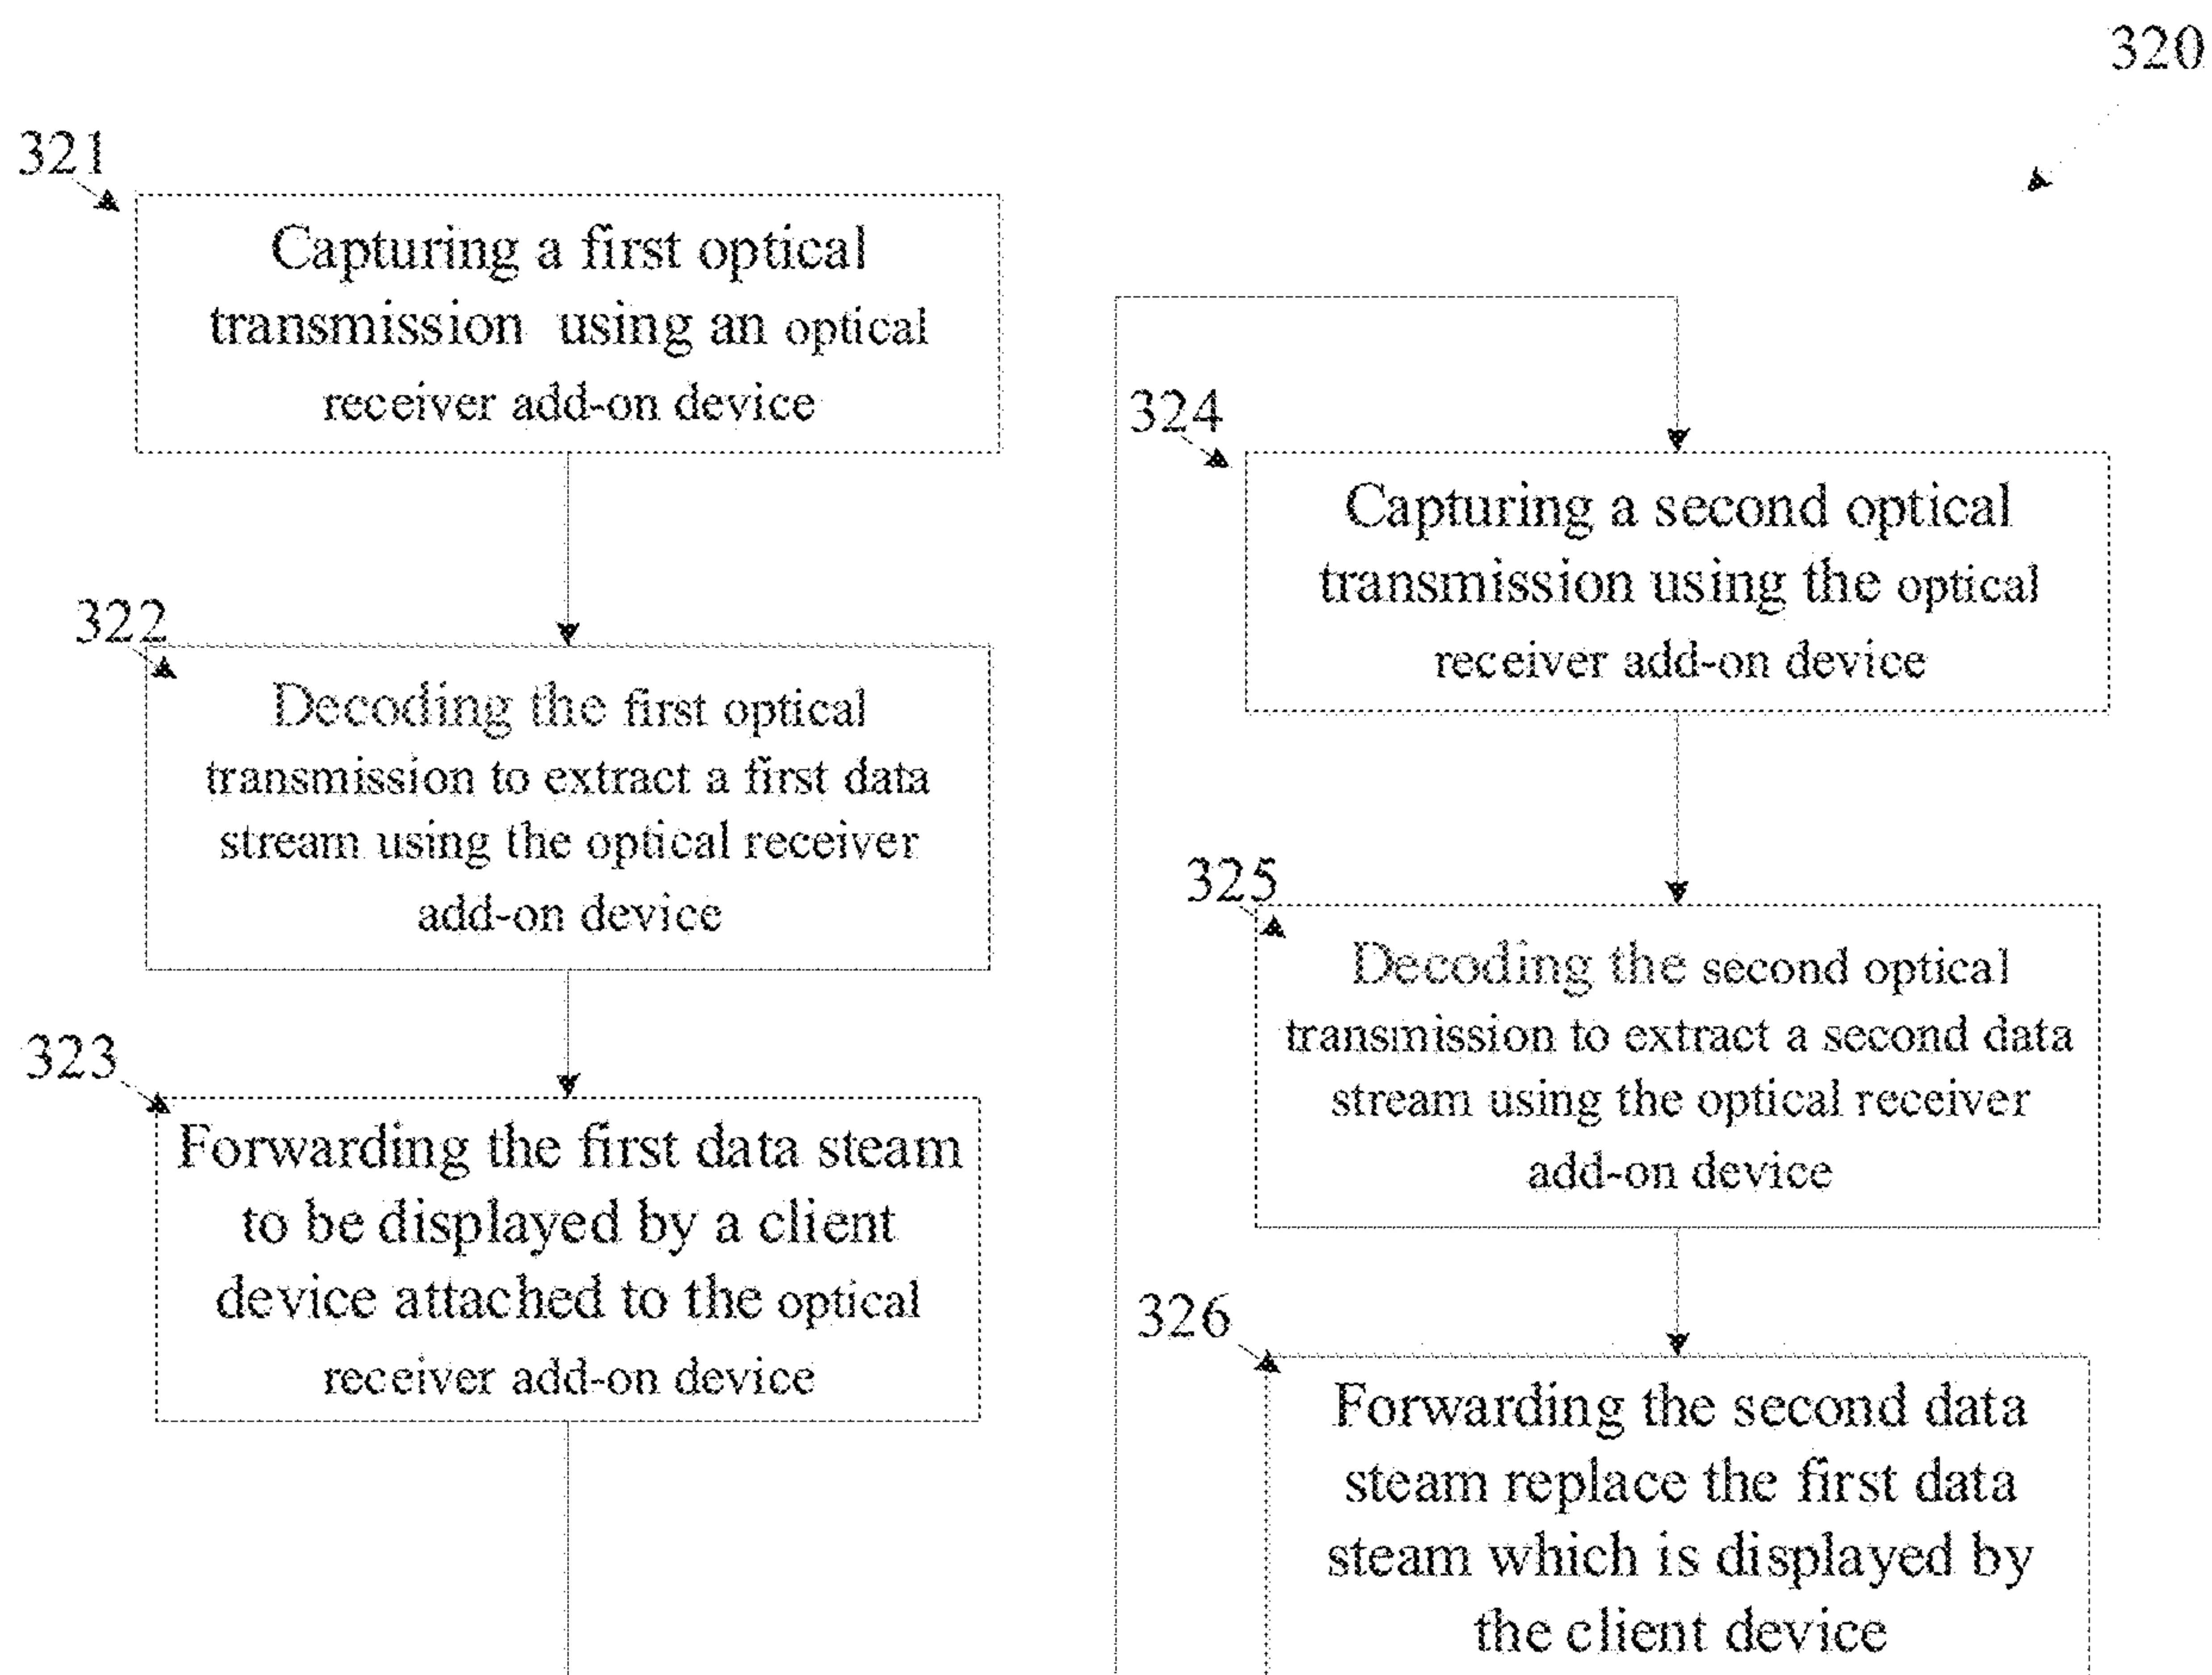 320
321
Capturing a first optical
transmission using an optical
receiver add-on device
322
Decoding the first optical
transmission to extract a first data
stream using the optical receiver
add-on device
323
Forwarding the first data steam
to be displayed by a client
device attached to the optical
receiver add-on device
324
Capturing a second optical
transmission using the optical
receiver add-on device
325
Decoding the second optical
transmission to extract a second data
stream using the optical receiver
add-on device
326
Forwarding the second data
steam replace the first data
steam which is displayed by
the client device